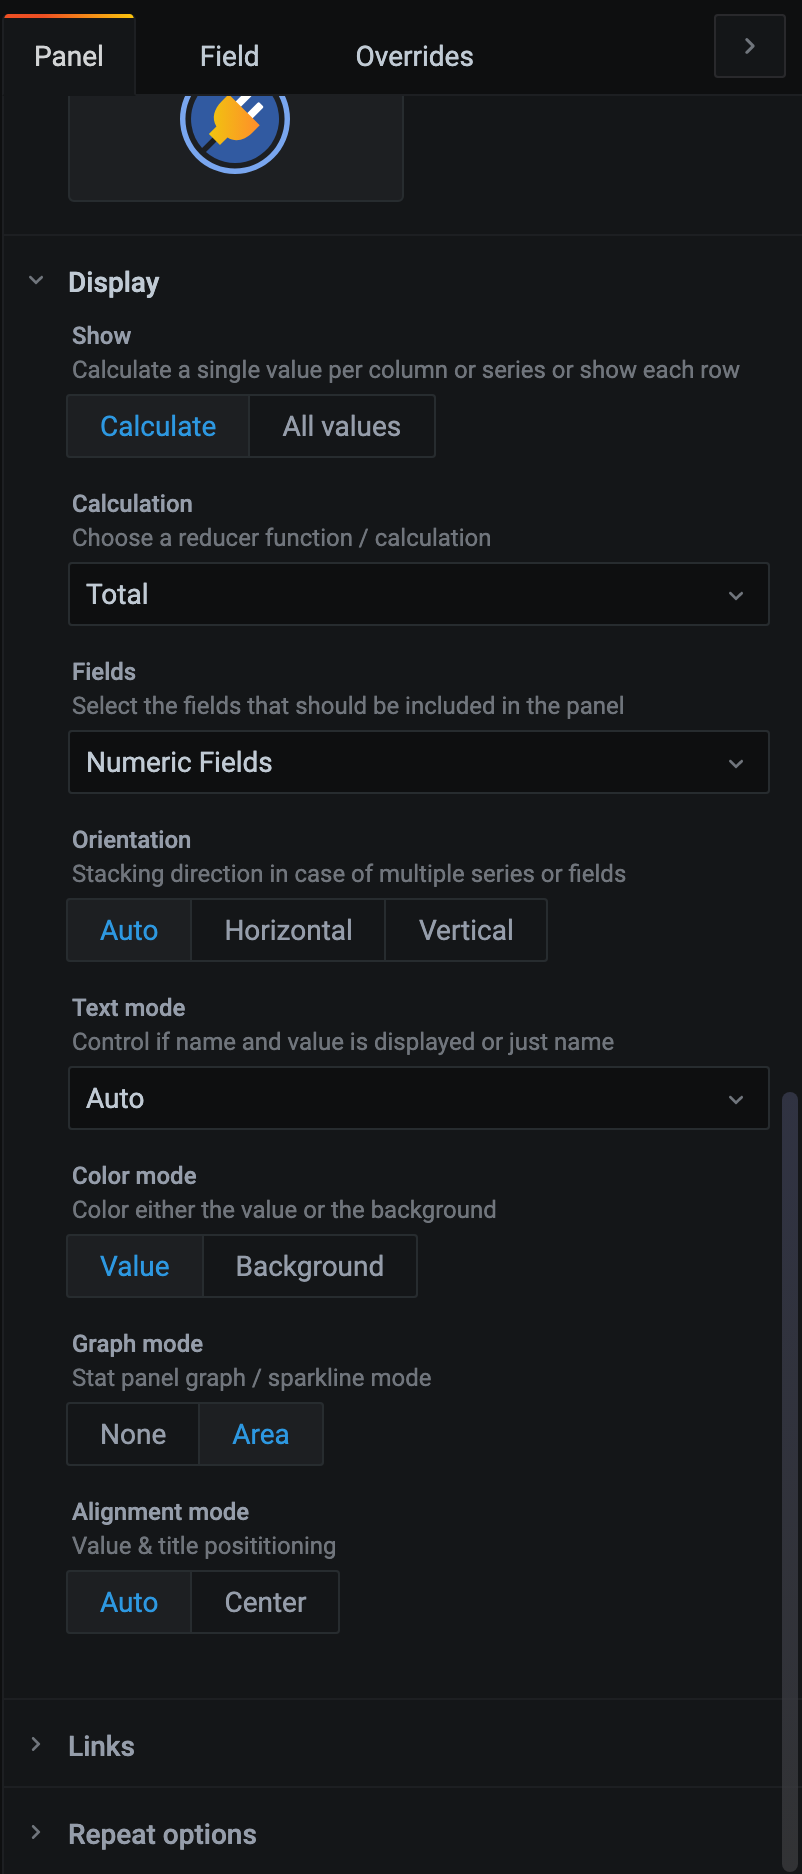 Panel Field Overrides
Display
Show
Calculate a single value per column or series or show each row
Calculate All values
Calculation
Choose a reducer function / calculation
Total
Fields
Select the fields that should be included in the panel
Numeric Fields
Orientation
Stacking direction in case of multiple series or fields
Auto Horizontal Vertical
Text mode
Control if name and value is displayed or just name
Auto
Color mode
Color either the value or the background
Value Background
Graph mode
Stat panel graph / sparkline mode
None Area
Alignment mode
Value & title posititioning
Auto Center
Links
Repeat options